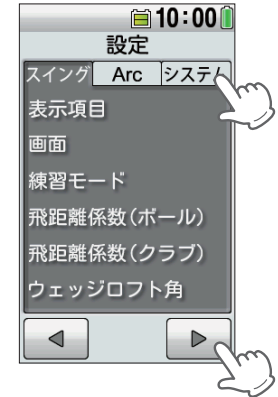 10:00
設定
スイング Arc システム
表示項目
画面
練習モード
飛距離係数(ボール)
飛距離係数(クラブ)
ウェッジロフト角